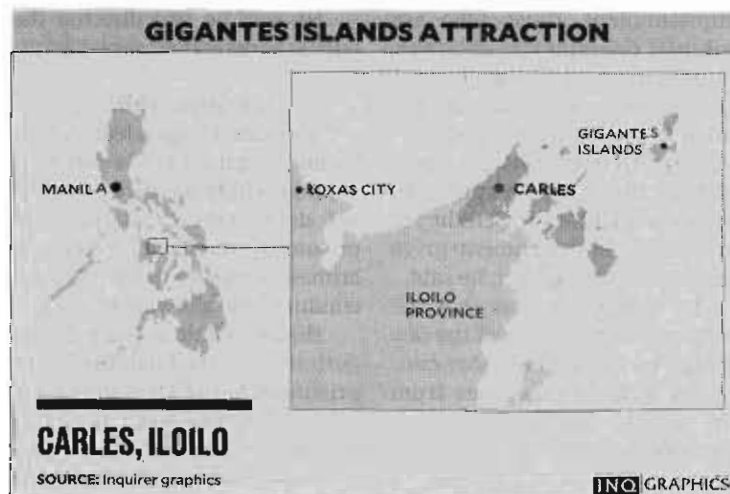 GIGANTES ISLANDS ATTRACTION
MANILA
GIGANTES
ISLANDS
ROXAS CITY
CARLES
ILOILO
PROVINCE
CARLES, ILOILO
SOURCE: Inquirer graphics
INQ GRAPHICS